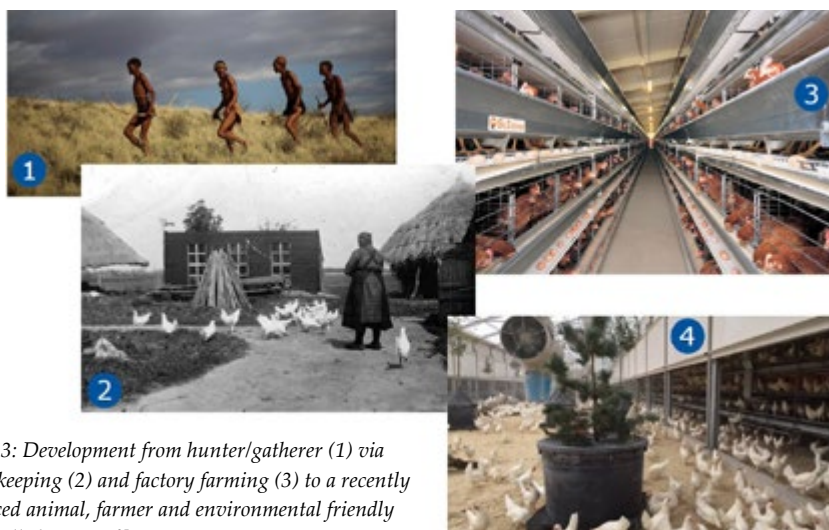 1
2
3
4
3: Development from hunter/gatherer (1) via
keeping (2) and factory farming (3) to a recently
ced animal, farmer and environmental friendly